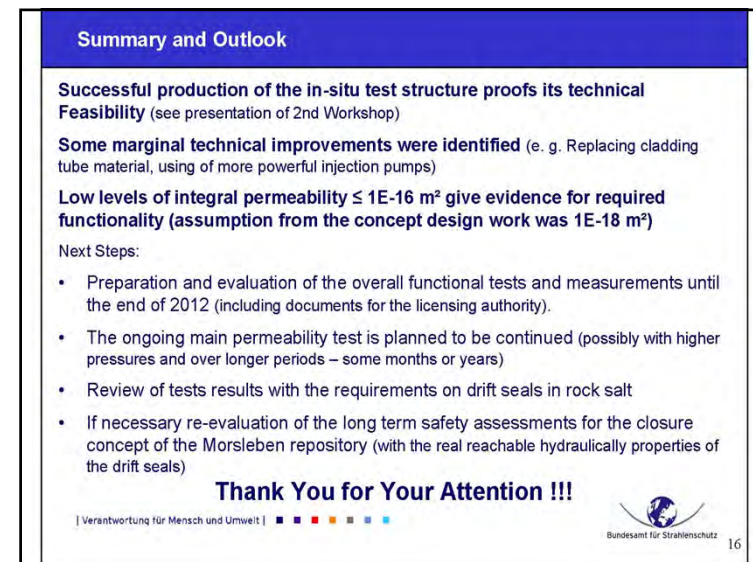 Summary and Outlook
Successful production of the in-situ test structure proofs its technical
Feasibility (see presentation of 2nd Workshop)
Some marginal technical improvements were identified (e. g. Replacing cladding
tube material, using of more powerful injection pumps)
Low levels of integral permeability ≤ 1E-16 m² give evidence for required
functionality (assumption from the concept design work was 1E-18 m²)
Next Steps:
• Preparation and evaluation of the overall functional tests and measurements until
the end of 2012 (including documents for the licensing authority).
• The ongoing main permeability test is planned to be continued (possibly with higher
pressures and over longer periods – some months or years)
• Review of tests results with the requirements on drift seals in rock salt
• If necessary re-evaluation of the long term safety assessments for the closure
concept of the Morsleben repository (with the real reachable hydraulically properties of
the drift seals)
Thank You for Your Attention !!!
| Verantwortung für Mensch und Umwelt |
Bundesamt für Strahlenschutz
16